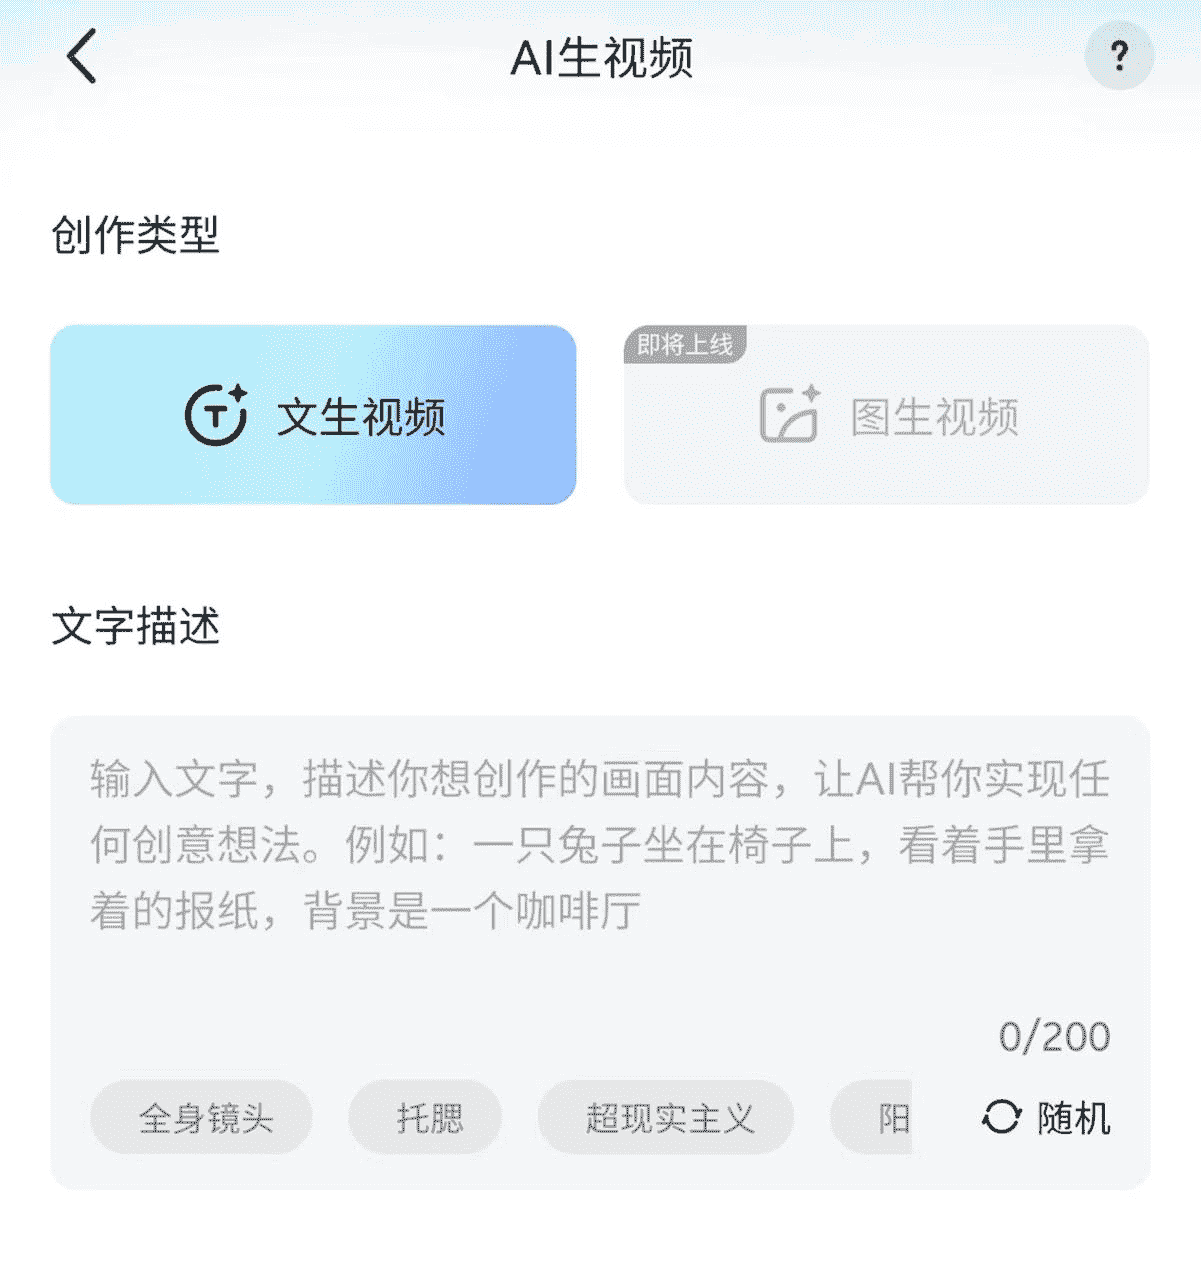 AI生视频
?
创作类型
文生视频
即将上线
图生视频
文字描述
输入文字，描述你想创作的画面内容，让AI帮你实现任
何创意想法。例如：一只兔子坐在椅子上，看着手里拿
着的报纸，背景是一个咖啡厅
0/200
全身镜头 托腮 超现实主义 阳 随机